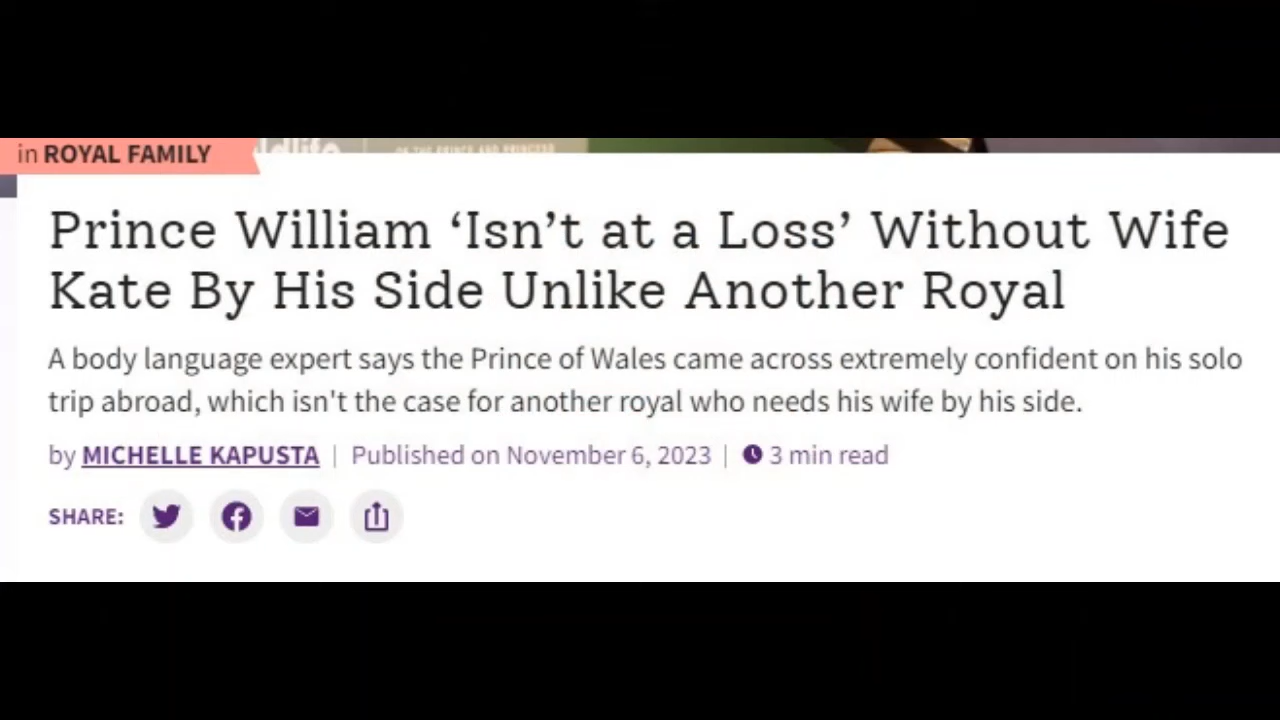 in ROYAL FAMILY
Prince William ‘Isn’t at a Loss’ Without Wife
Kate By His Side Unlike Another Royal
A body language expert says the Prince of Wales came across extremely confident on his solo
trip abroad, which isn't the case for another royal who needs his wife by his side.
by MICHELLE KAPUSTA | Published on November 6, 2023 | 3 min read
SHARE: